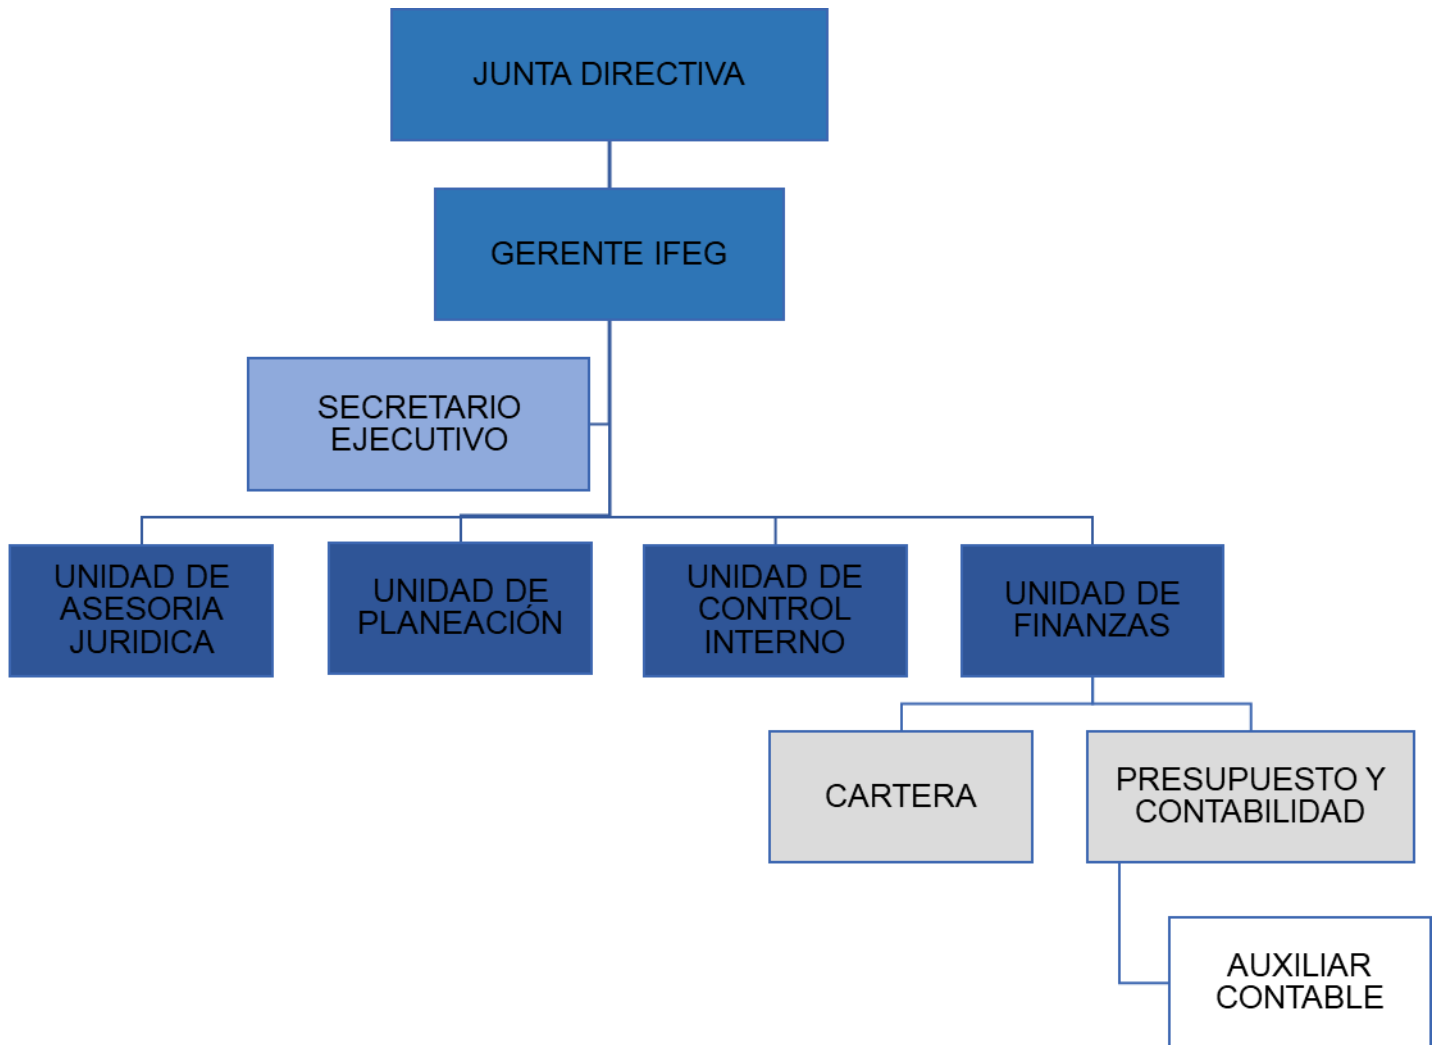 JUNTA DIRECTIVA
GERENTE IFEG
SECRETARIO
EJECUTIVO
UNIDAD DE
ASESORIA
JURIDICA
UNIDAD DE
PLANEACIÓN
UNIDAD DE
CONTROL
INTERNO
UNIDAD DE
FINANZAS
CARTERA
PRESUPUESTO Y
CONTABILIDAD
AUXILIAR
CONTABLE